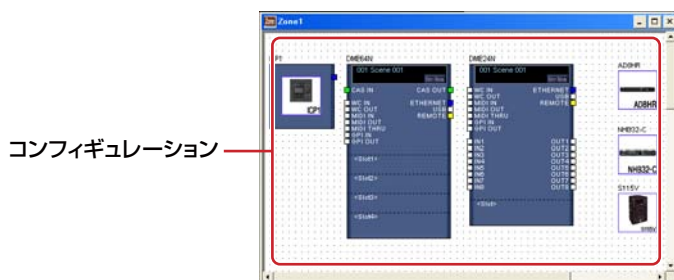 Zone1
コンフィギュレーション
ICP1
DME64N
001 Scene 001
CAS IN
CAS OUT
WC IN
ETHERNET
WC OUT
USB
MIDI IN
REMOTE
MIDI OUT
MIDI THRU
GPI IN
GPI OUT
<Slot1>
<Slot2>
<Slot3>
<Slot4>
DME24N
001 Scene 001
WC IN
ETHERNET
WC OUT
USB
MIDI IN
REMOTE
MIDI OUT
MIDI THRU
GPI IN
GPI OUT
IN1
OUT1
IN2
OUT2
IN3
OUT3
IN4
OUT4
IN5
OUT5
IN6
OUT6
IN7
OUT7
IN8
OUT8
<Slot>
AD8HR
AD8HR
NHB32-C
NHB32-C
S115V
S115V